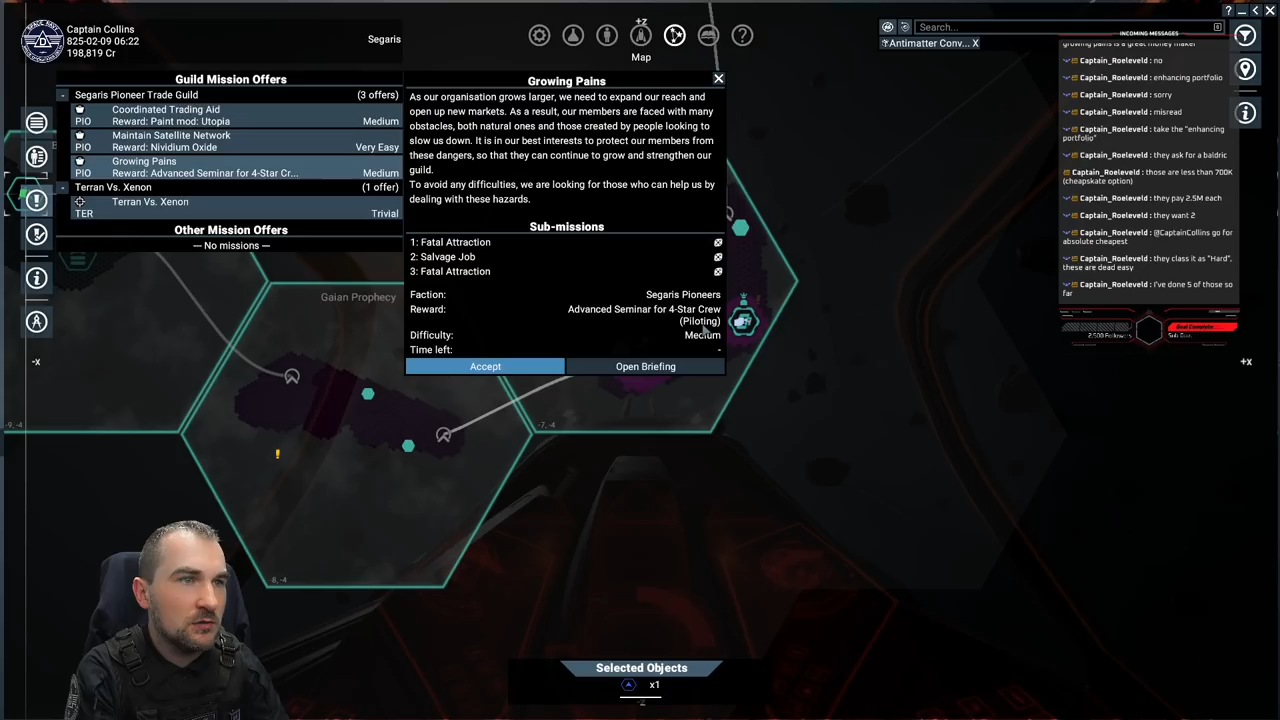 Captain Collins
825-02-09 06:22
198,819 Cr
Segaris
+Z
Map
Search...
Antimatter Conv... X
Guild Mission Offers
Segaris Pioneer Trade Guild (3 offers)
Coordinated Trading Aid
PIO Reward: Paint mod: Utopia Medium
Maintain Satellite Network
PIO Reward: Nividium Oxide Very Easy
Growing Pains
PIO Reward: Advanced Seminar for 4-Star Cr... Medium
Terran Vs. Xenon (1 offer)
Terran Vs. Xenon
TER Trivial
Other Mission Offers
— No missions —
Growing Pains
As our organisation grows larger, we need to expand our reach and
open up new markets. As a result, our members are faced with many
obstacles, both natural ones and those created by people looking to
slow us down. It is in our best interests to protect our members from
these dangers, so that they can continue to grow and strengthen our
guild.
To avoid any difficulties, we are looking for those who can help us by
dealing with these hazards.
Sub-missions
1: Fatal Attraction
2: Salvage Job
3: Fatal Attraction
Faction: Segaris Pioneers
Reward: Advanced Seminar for 4-Star Crew
(Piloting)
Difficulty: Medium
Time left: -
Accept Open Briefing
INCOMING MESSAGES
growing pains is a great money maker
Captain_Roeleveld : no
Captain_Roeleveld : enhancing portfolio
Captain_Roeleveld : sorry
Captain_Roeleveld : misread
Captain_Roeleveld : take the "enhancing
portfolio"
Captain_Roeleveld : they ask for a baldric
Captain_Roeleveld : those are less than 700K
(cheapskate option)
Captain_Roeleveld : they pay 2.5M each
Captain_Roeleveld : they want 2
Captain_Roeleveld : @CaptainCollins go for
absolute cheapest
Captain_Roeleveld : they class it as "Hard",
these are dead easy
Captain_Roeleveld : I've done 5 of those so
far
2,500 Followers
Gaian Prophecy
-X
+X
-9, -4
-7, -4
-8, -4
Selected Objects
x1
-Z